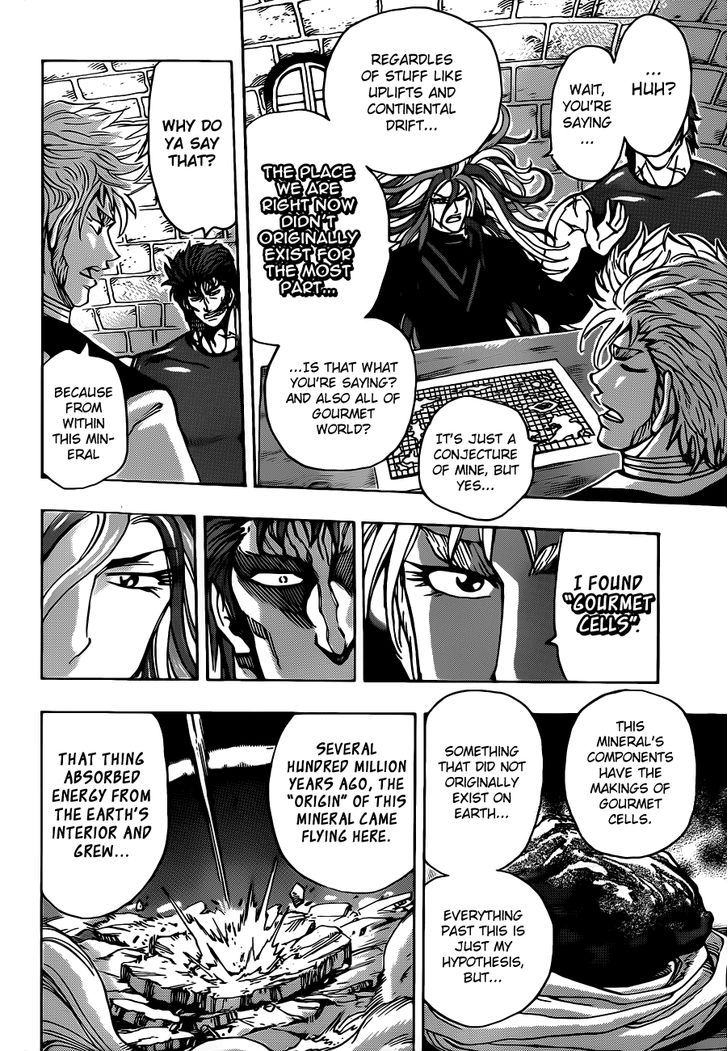 ...
HUH?
WAIT,
YOU'RE
SAYING
...
REGARDLES
OF STUFF LIKE
UPLIFTS AND
CONTINENTAL
DRIFT...
THE PLACE
WE ARE
RIGHT NOW
DIDN'T
ORIGINALLY
EXIST FOR
THE MOST
PART...
...IS THAT WHAT
YOU'RE SAYING?
AND ALSO ALL OF
GOURMET
WORLD?
IT'S JUST A
CONJECTURE
OF MINE, BUT
YES...
WHY DO
YA SAY
THAT?
BECAUSE
FROM
WITHIN
THIS MIN-
ERAL
I FOUND
"GOURMET
CELLS".
THIS
MINERAL'S
COMPONENTS
HAVE THE
MAKINGS OF
GOURMET
CELLS.
SOMETHING
THAT DID NOT
ORIGINALLY
EXIST ON
EARTH...
EVERYTHING
PAST THIS IS
JUST MY
HYPOTHESIS,
BUT...
SEVERAL
HUNDRED MILLION
YEARS AGO, THE
"ORIGIN" OF THIS
MINERAL CAME
FLYING HERE.
THAT THING
ABSORBED
ENERGY FROM
THE EARTH'S
INTERIOR AND
GREW...